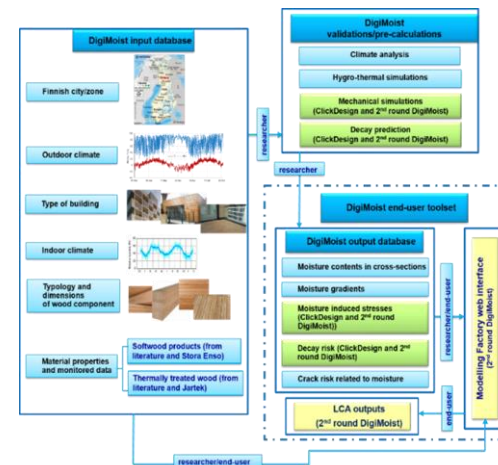 DigiMoist input database
Finnish city/zone
Outdoor climate
Type of building
Indoor climate
Typology and
dimensions
of wood component
Material properties
and monitored data
Softwood products (from
literature and Stora Enso)
Thermally treated wood (from
literature and Jartek)
researcher
DigiMoist
validations/pre-calculations
Climate analysis
Hygro-thermal simulations
Mechanical simulations
(ClickDesign and 2nd round DigiMoist)
Decay prediction
(ClickDesign and 2nd round DigiMoist)
researcher
DigiMoist end-user toolset
DigiMoist output database
Moisture contents in cross-sections
Moisture gradients
Moisture induced stresses
(ClickDesign and 2nd round
DigiMoist))
Decay risk (ClickDesign and 2nd
round DigiMoist)
Crack risk related to moisture
researcher/end-user
Modelling Factory web interface
(2nd round DigiMoist)
LCA outputs
(2nd round DigiMoist)
end-user
researcher/end-user